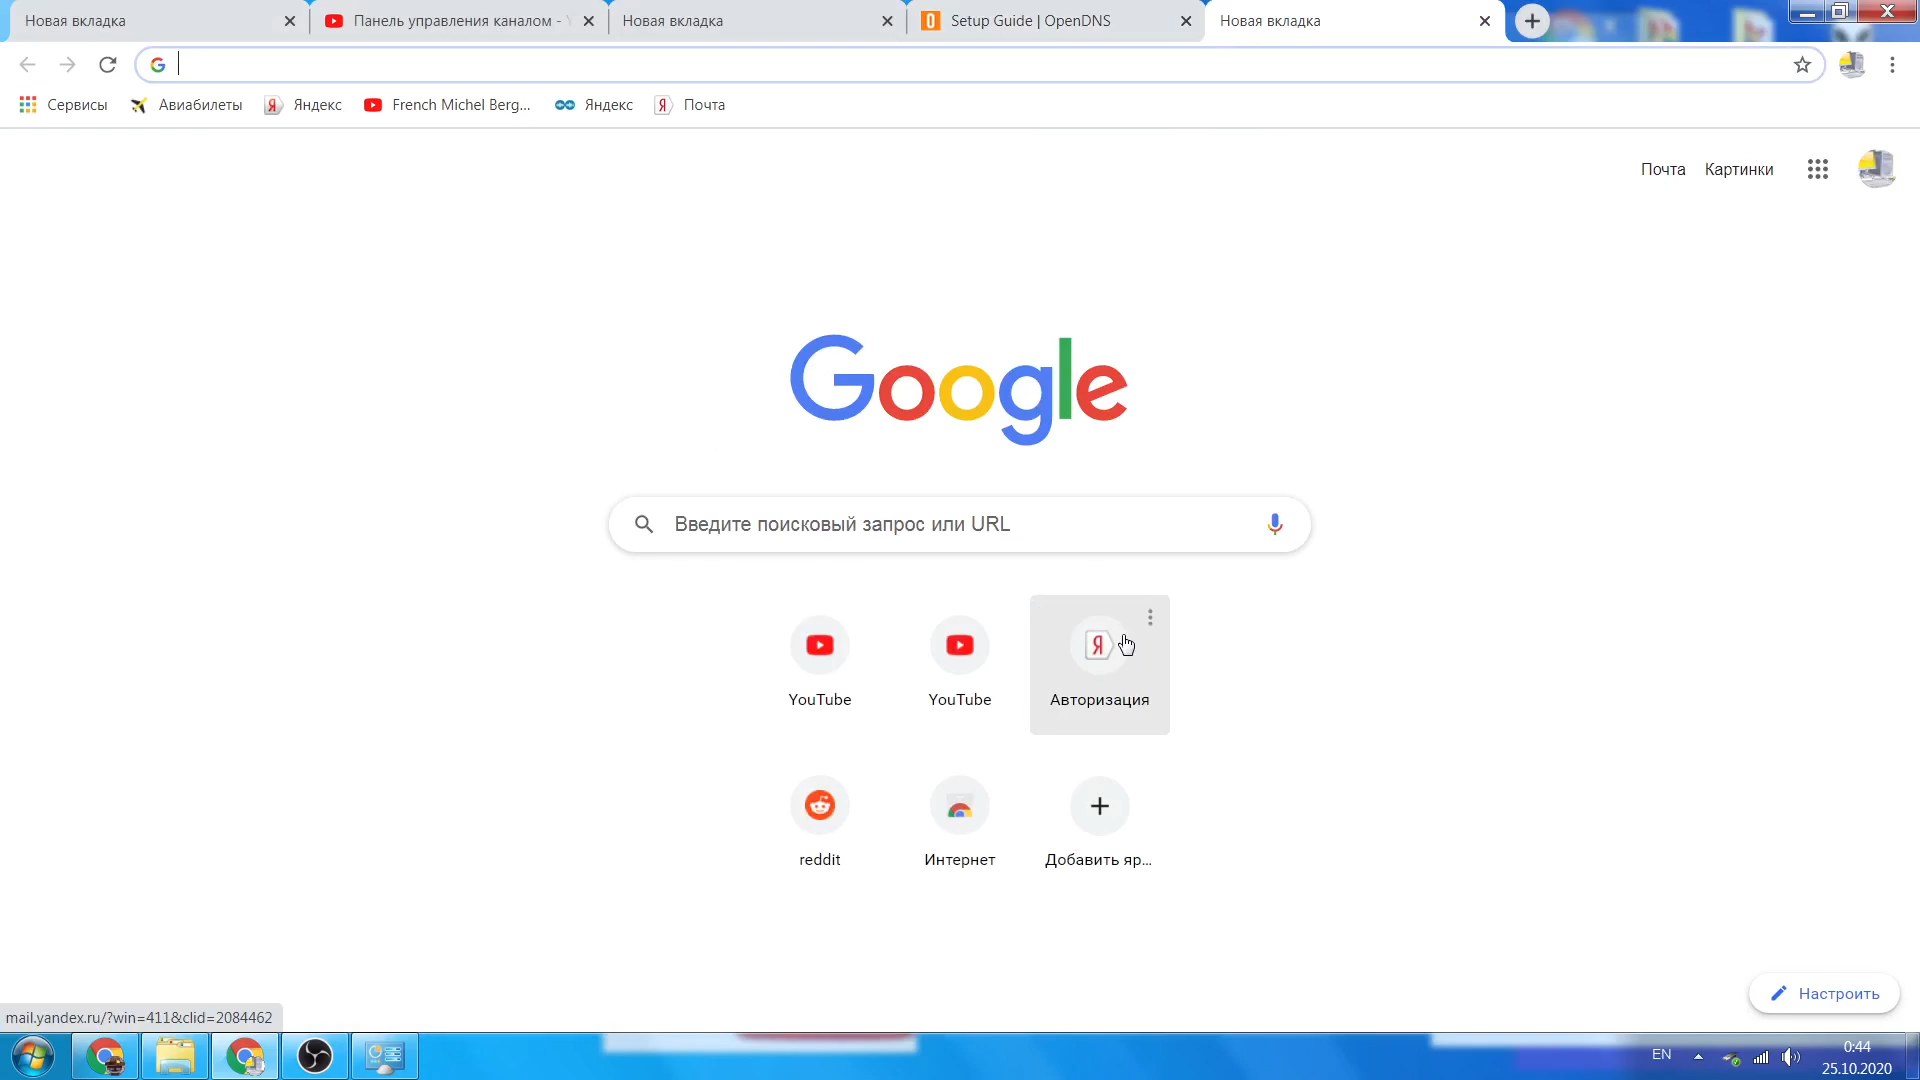 Новая вкладка
Панель управления каналом -
Новая вкладка
Setup Guide | OpenDNS
Новая вкладка
Сервисы
Авиабилеты
Яндекс
French Michel Berg...
Яндекс
Почта
Почта
Картинки
Google
Введите поисковый запрос или URL
YouTube
YouTube
Авторизация
reddit
Интернет
Добавить яр...
Настроить
mail.yandex.ru/?win=411&clid=2084462
EN
0:44
25.10.2020